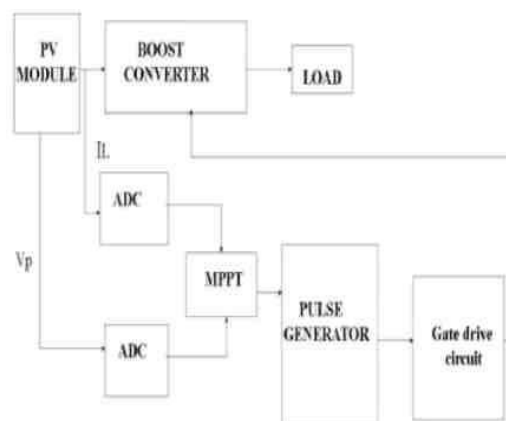 PV
MODULE
BOOST
CONVERTER
LOAD
IL
ADC
Vp
MPPT
PULSE
GENERATOR
ADC
Gate drive
circuit